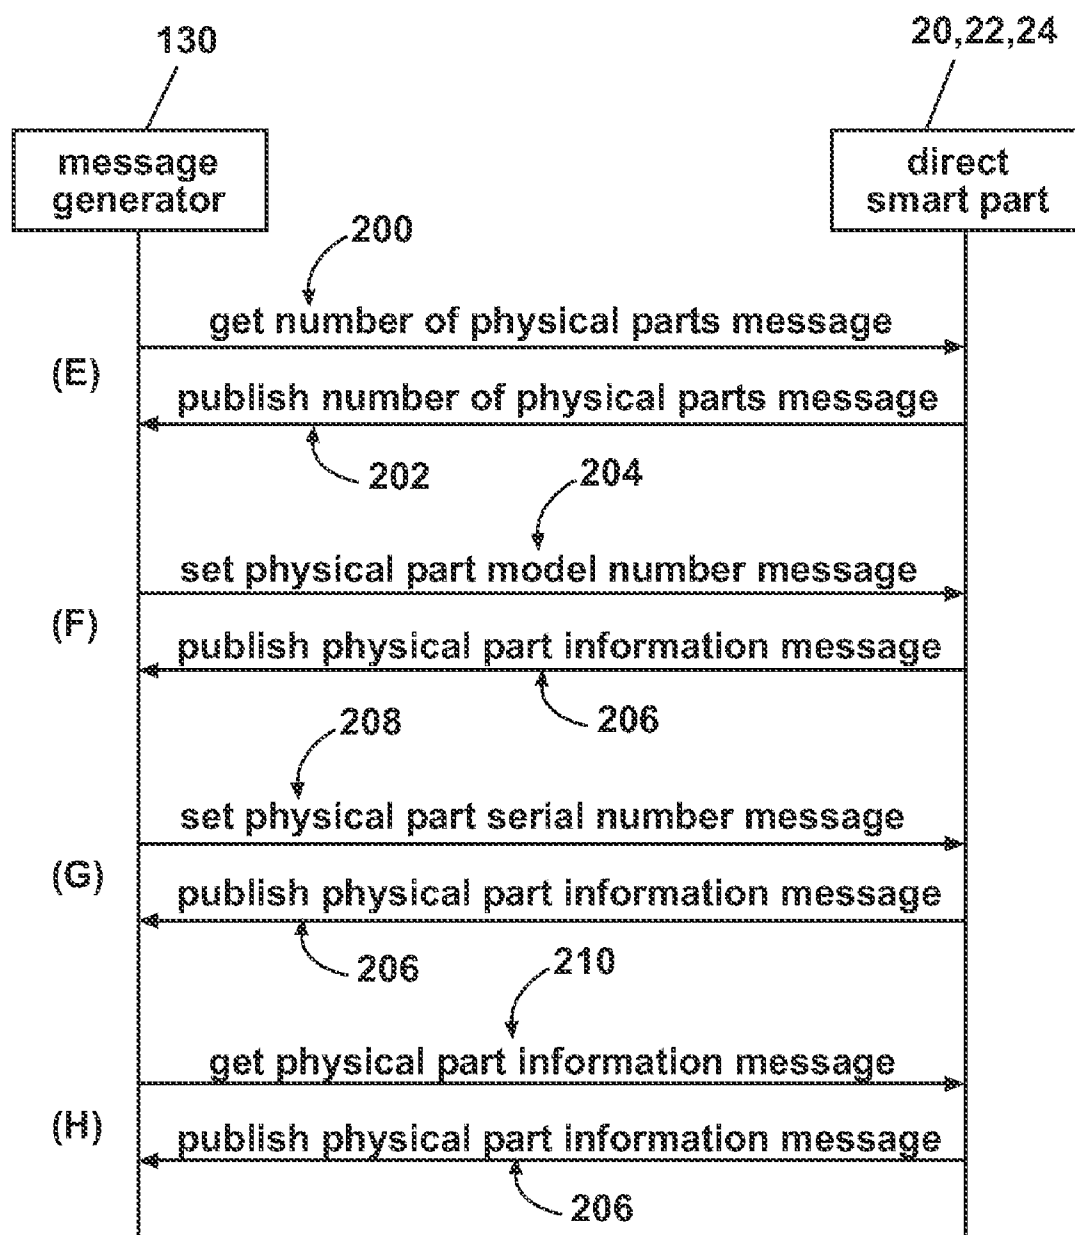 130
20,22,24
message
generator
direct
smart part
200
get number of physical parts message
(E)
publish number of physical parts message
202
204
set physical part model number message
(F)
publish physical part information message
206
208
set physical part serial number message
(G)
publish physical part information message
206
210
get physical part information message
(H)
publish physical part information message
206